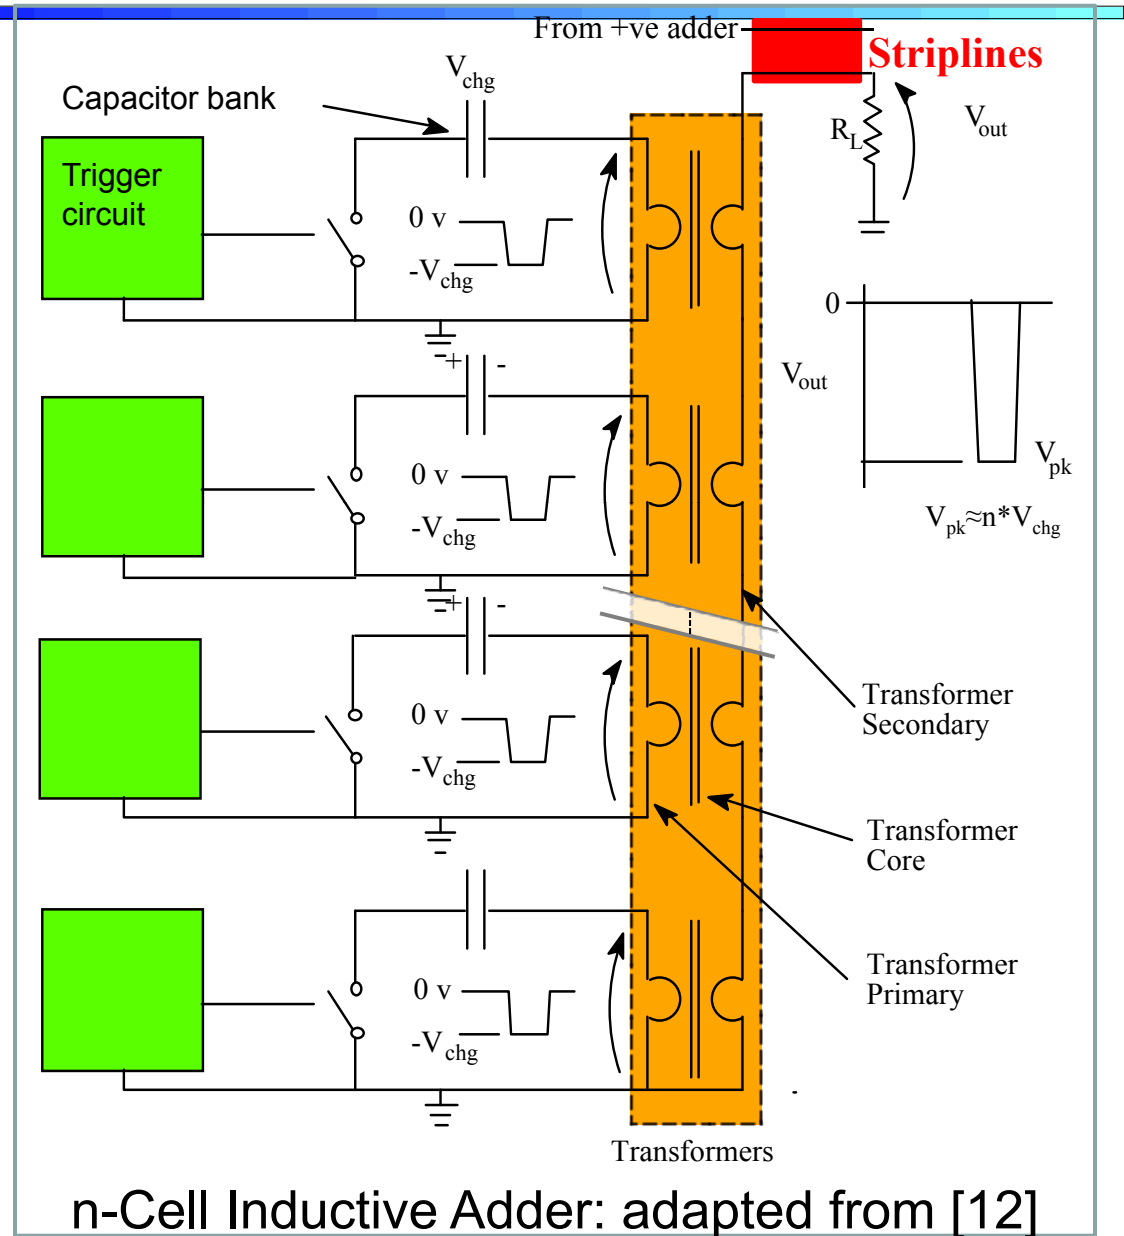 From +ve adder
Striplines
V_chg
Capacitor bank
R_L
V_out
Trigger
circuit
0 v
-V_chg
0
+ -
V_out
V_pk
0 v
-V_chg
V_pk≈n*V_chg
+ -
Transformer
Secondary
0 v
-V_chg
Transformer
Core
Transformer
Primary
0 v
-V_chg
-
Transformers
n-Cell Inductive Adder: adapted from [12]